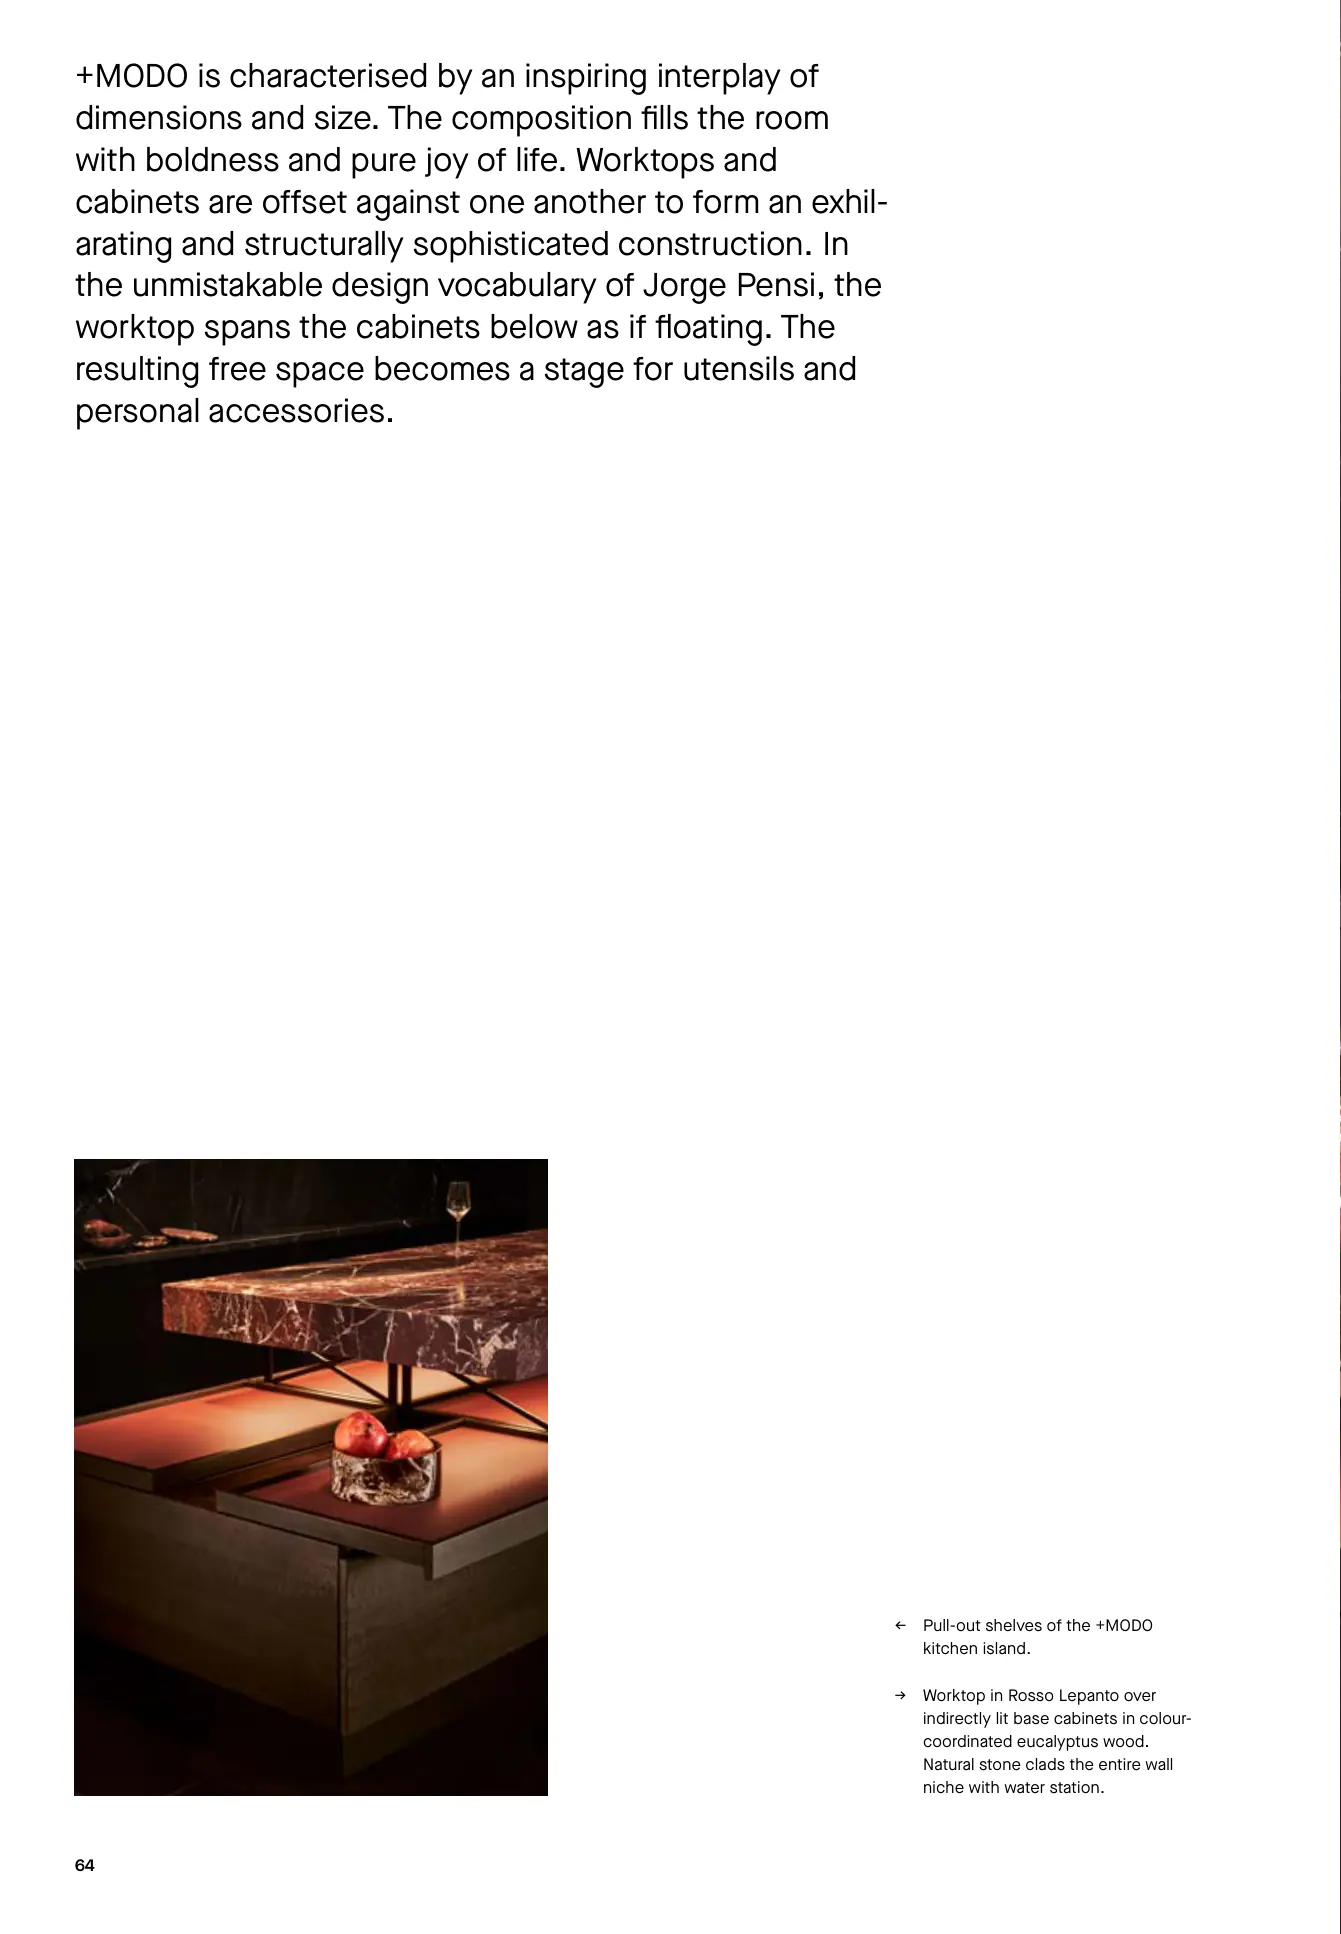 +MODO is characterised by an inspiring interplay of
dimensions and size. The composition fills the room
with boldness and pure joy of life. Worktops and
cabinets are offset against one another to form an exhil-
arating and structurally sophisticated construction. In
the unmistakable design vocabulary of Jorge Pensi, the
worktop spans the cabinets below as if floating. The
resulting free space becomes a stage for utensils and
personal accessories.
← Pull-out shelves of the +MODO
kitchen island.
→ Worktop in Rosso Lepanto over
indirectly lit base cabinets in colour-
coordinated eucalyptus wood.
Natural stone clads the entire wall
niche with water station.
64